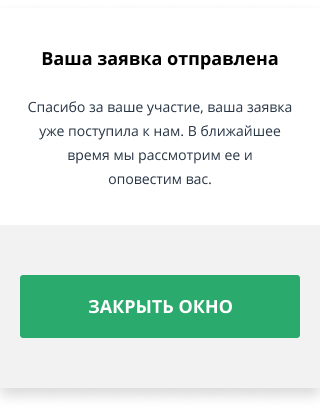 Ваша заявка отправлена
Спасибо за ваше участие, ваша заявка
уже поступила к нам. В ближайшее
время мы рассмотрим ее и
оповестим вас.
ЗАКРЫТЬ ОКНО